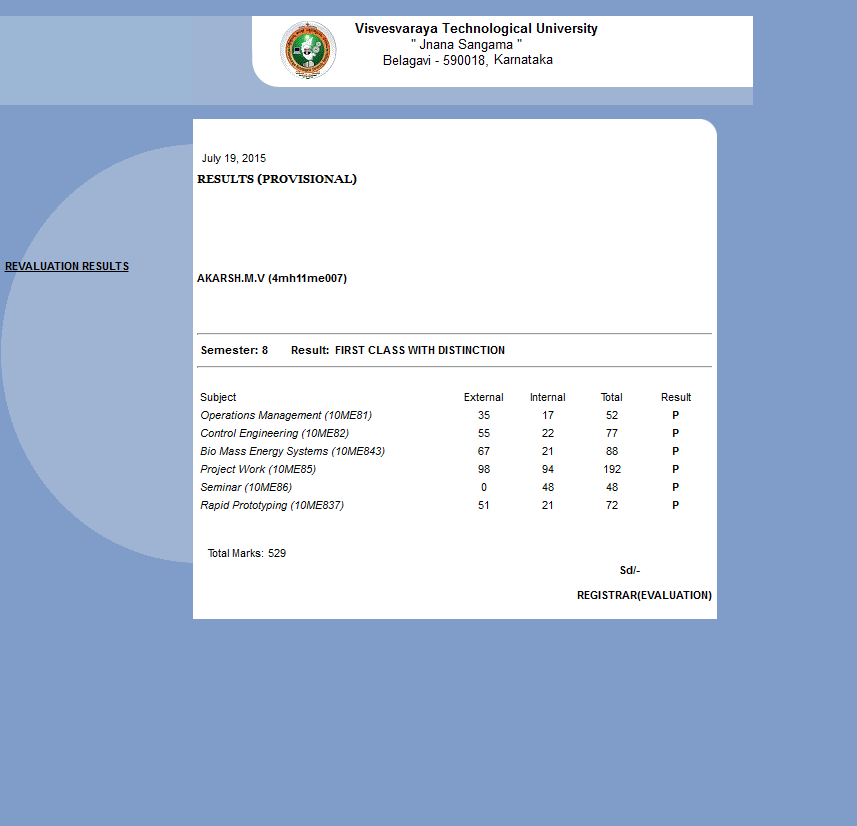 Visvesvaraya Technological University
" Jnana Sangama "
Belagavi - 590018, Karnataka
July 19, 2015
RESULTS (PROVISIONAL)
REVALUATION RESULTS
AKARSH.M.V (4mh11me007)
Semester: 8 Result: FIRST CLASS WITH DISTINCTION
Subject External Internal Total Result
Operations Management (10ME81) 35 17 52 P
Control Engineering (10ME82) 55 22 77 P
Bio Mass Energy Systems (10ME843) 67 21 88 P
Project Work (10ME85) 98 94 192 P
Seminar (10ME86) 0 48 48 P
Rapid Prototyping (10ME837) 51 21 72 P
Total Marks: 529
Sd/-
REGISTRAR(EVALUATION)